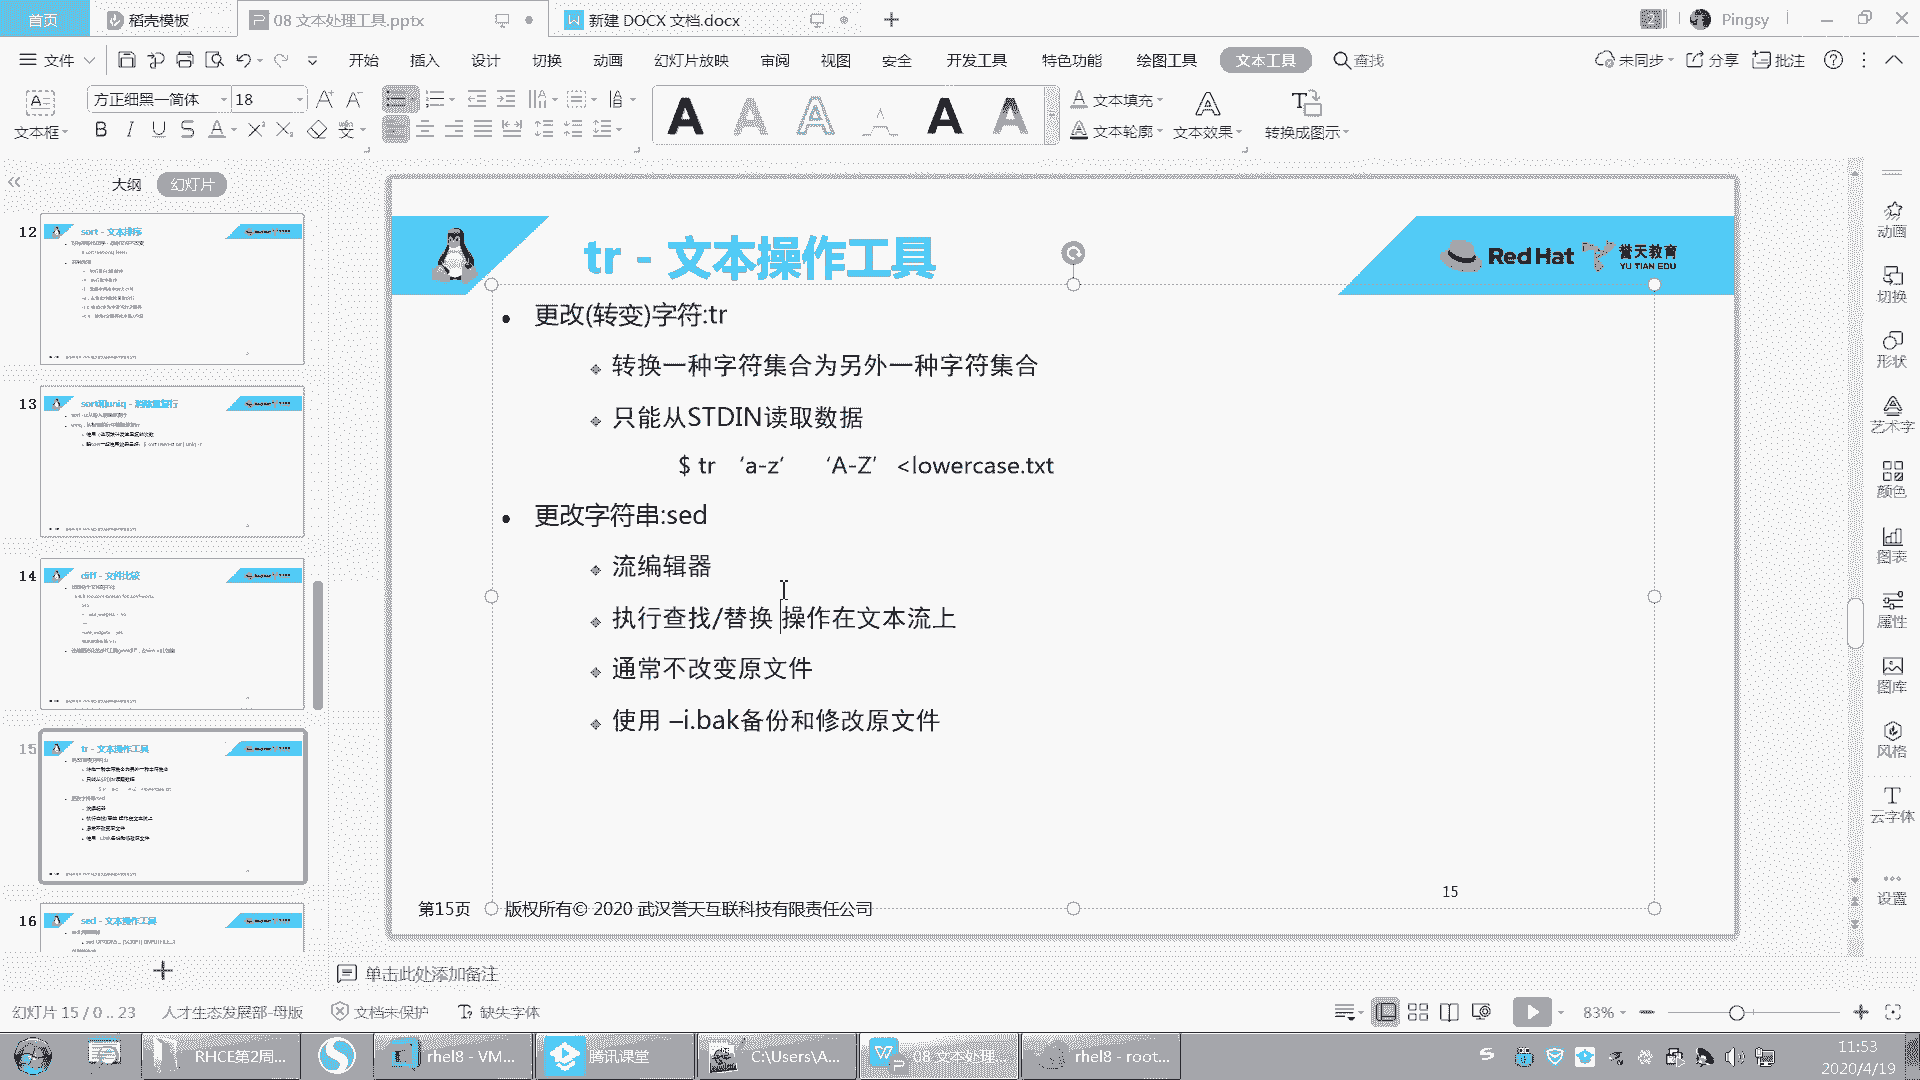 首页
稻壳模板
08 文本处理工具.pptx
新建 DOCX 文档.docx
Pingsy
文件
开始 插入 设计 切换 动画 幻灯片放映 审阅 视图 安全 开发工具 特色功能 绘图工具 文本工具 查找
未同步 分享 批注
文本框
方正细黑一简体 18
文本填充
文本轮廓
文本效果
转换成图示
大纲 幻灯片
12 sort - 文本排序
13 sort和uniq - 消除重复行
14 diff - 文件比较
15 tr - 文本操作工具
16 sed - 文本操作工具
tr - 文本操作工具
Red Hat 誉天教育
YU TIAN EDU
更改(转变)字符:tr
转换一种字符集合为另外一种字符集合
只能从STDIN读取数据
$ tr ‘a-z’ ‘A-Z’ <lowercase.txt
更改字符串:sed
流编辑器
执行查找/替换 操作在文本流上
通常不改变原文件
使用 –i.bak备份和修改原文件
15
第15页
版权所有© 2020 武汉誉天互联科技有限责任公司
动画
切换
形状
艺术字
颜色
图表
属性
图库
风格
云字体
设置
单击此处添加备注
幻灯片 15 / 0 .. 23 人才生态发展部-母版 文档未保护 缺失字体
83%
RHCE第2周...
rhel8 - VM...
腾讯课堂
C:\Users\A...
08 文本处理...
rhel8 - root...
11:53
2020/4/19